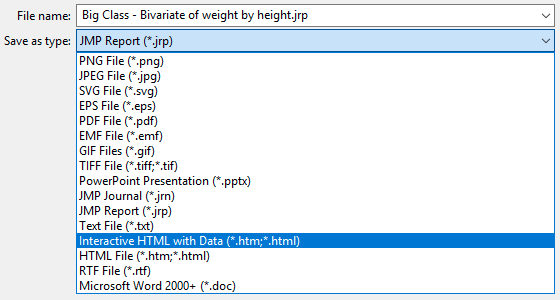 File name: Big Class - Bivariate of weight by height.jrp
Save as type: JMP Report (*.jrp)
PNG File (*.png)
JPEG File (*.jpg)
SVG File (*.svg)
EPS File (*.eps)
PDF File (*.pdf)
EMF File (*.emf)
GIF Files (*.gif)
TIFF File (*.tiff;*.tif)
PowerPoint Presentation (*.pptx)
JMP Journal (*.jrn)
JMP Report (*.jrp)
Text File (*.txt)
Interactive HTML with Data (*.htm;*.html)
HTML File (*.htm;*.html)
RTF File (*.rtf)
Microsoft Word 2000+ (*.doc)